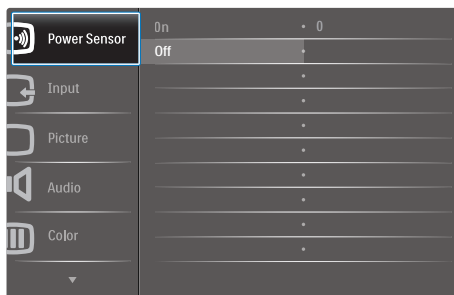 Power Sensor
On • 0
Off •
Input •
•
Picture •
•
Audio •
•
Color •
•